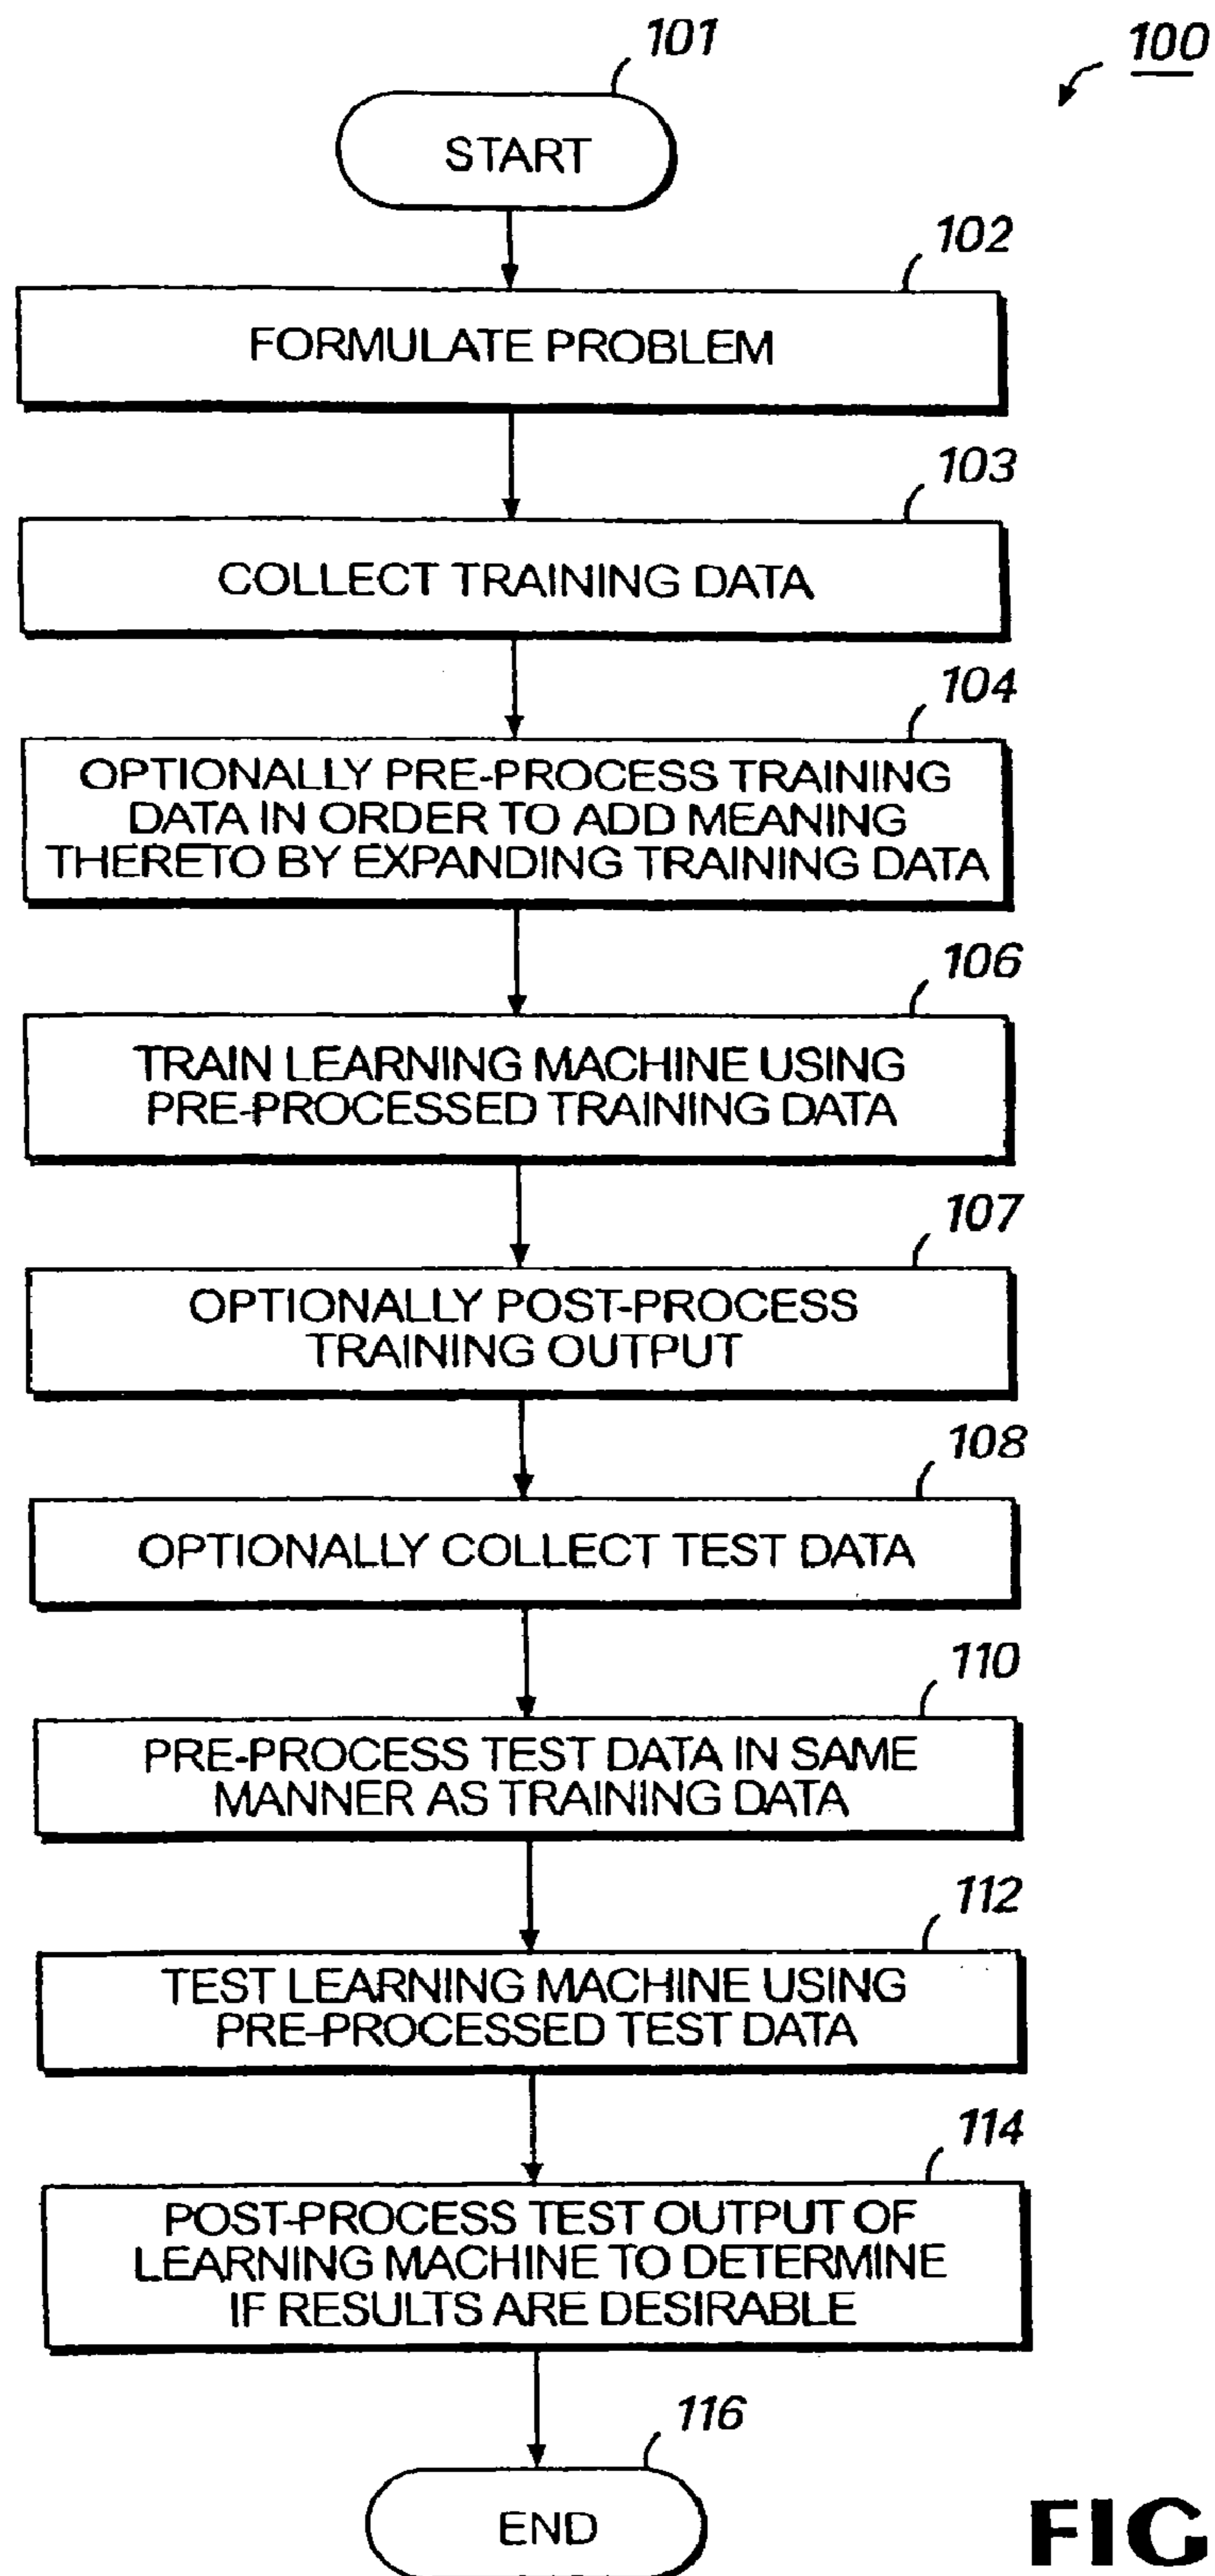 101
100
START
102
FORMULATE PROBLEM
103
COLLECT TRAINING DATA
104
OPTIONALLY PRE-PROCESS TRAINING
DATA IN ORDER TO ADD MEANING
THERETO BY EXPANDING TRAINING DATA
106
TRAIN LEARNING MACHINE USING
PRE-PROCESSED TRAINING DATA
107
OPTIONALLY POST-PROCESS
TRAINING OUTPUT
108
OPTIONALLY COLLECT TEST DATA
110
PRE-PROCESS TEST DATA IN SAME
MANNER AS TRAINING DATA
112
TEST LEARNING MACHINE USING
PRE-PROCESSED TEST DATA
114
POST-PROCESS TEST OUTPUT OF
LEARNING MACHINE TO DETERMINE
IF RESULTS ARE DESIRABLE
116
END
FIG